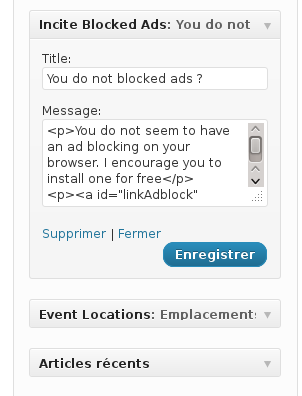 Incite Blocked Ads: You do not
Title:
You do not blocked ads ?
Message:
<p>You do not seem to have
an ad blocking on your
browser. I encourage you to
install one for free</p>
<p><a id="linkAdblock"
Supprimer | Fermer
Enregistrer
Event Locations: Emplacements
Articles récents